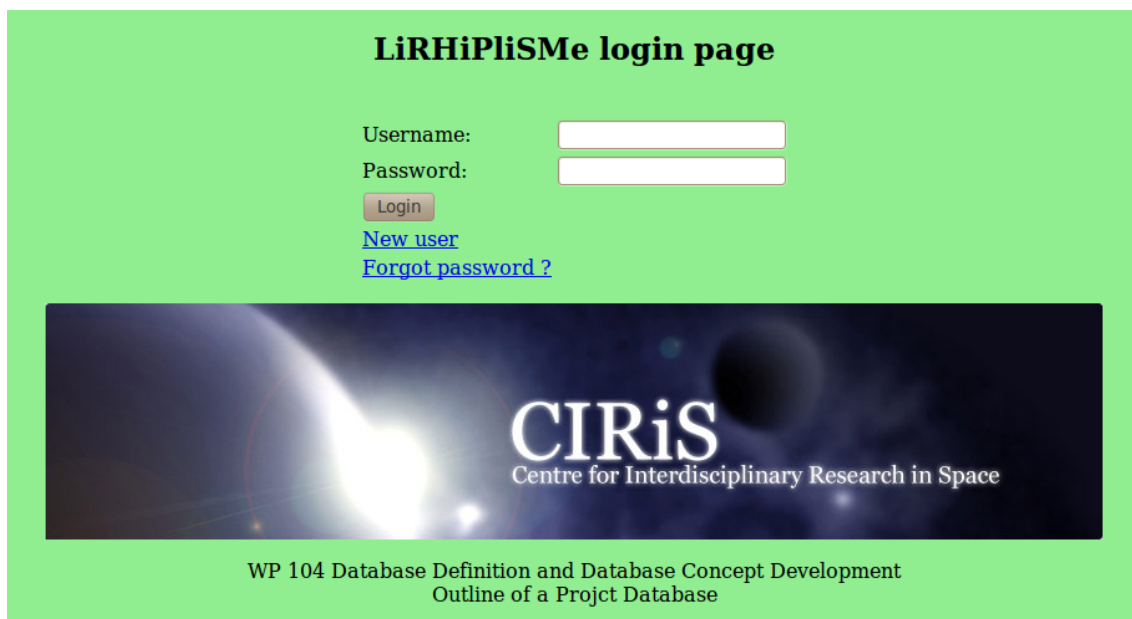 LiRHiPliSMe login page
Username:
Password:
Login
New user
Forgot password ?
CIRiS
Centre for Interdisciplinary Research in Space
WP 104 Database Definition and Database Concept Development
Outline of a Projct Database